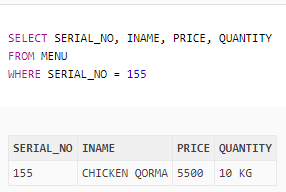 SELECT SERIAL_NO, INAME, PRICE, QUANTITY
FROM MENU
WHERE SERIAL_NO = 155
SERIAL_NO INAME PRICE QUANTITY
155 CHICKEN QORMA 5500 10 KG